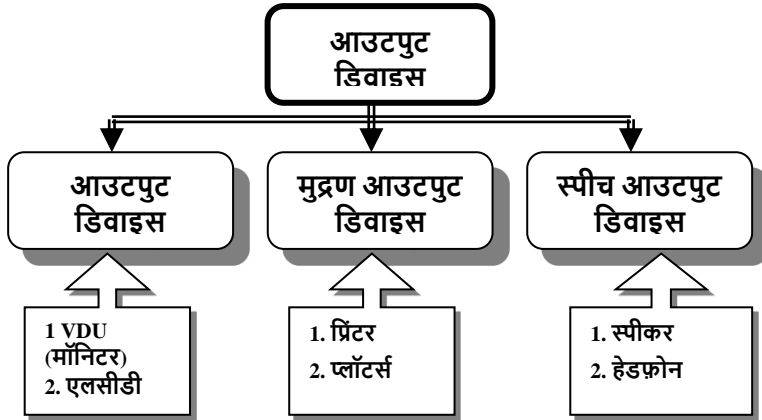 आउटपुट
डिवाइस
आउटपुट
डिवाइस
मुद्रण आउटपुट
डिवाइस
स्पीच आउटपुट
डिवाइस
1 VDU
(मॉनिटर)
2. एलसीडी
1. प्रिंटर
2. प्लॉटर्स
1. स्पीकर
2. हेडफ़ोन